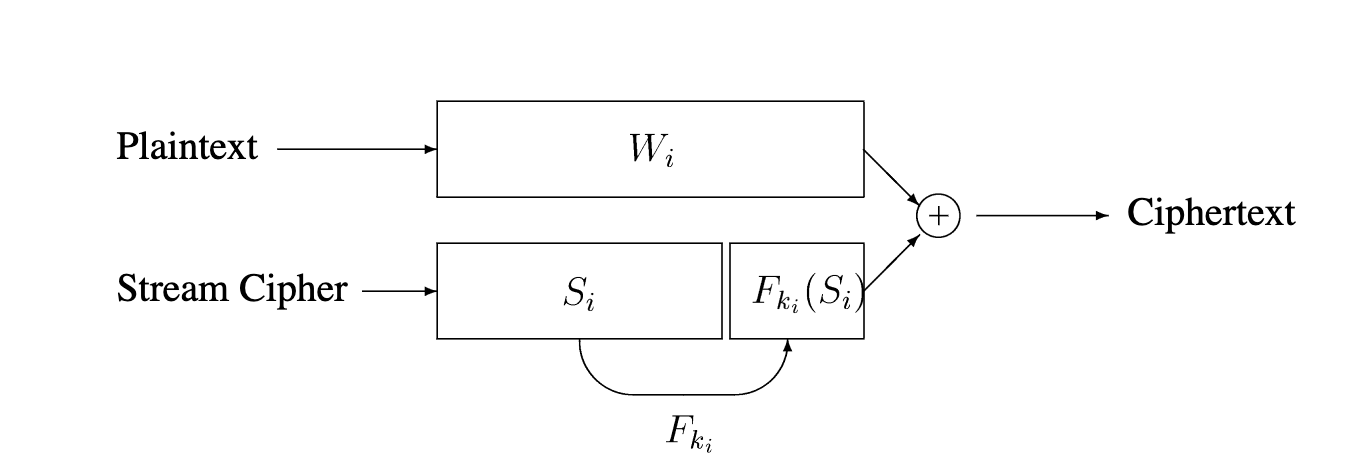 Plaintext W_i
⊕ Ciphertext
Stream Cipher S_i F_{k_i}(S_i)
F_{k_i}